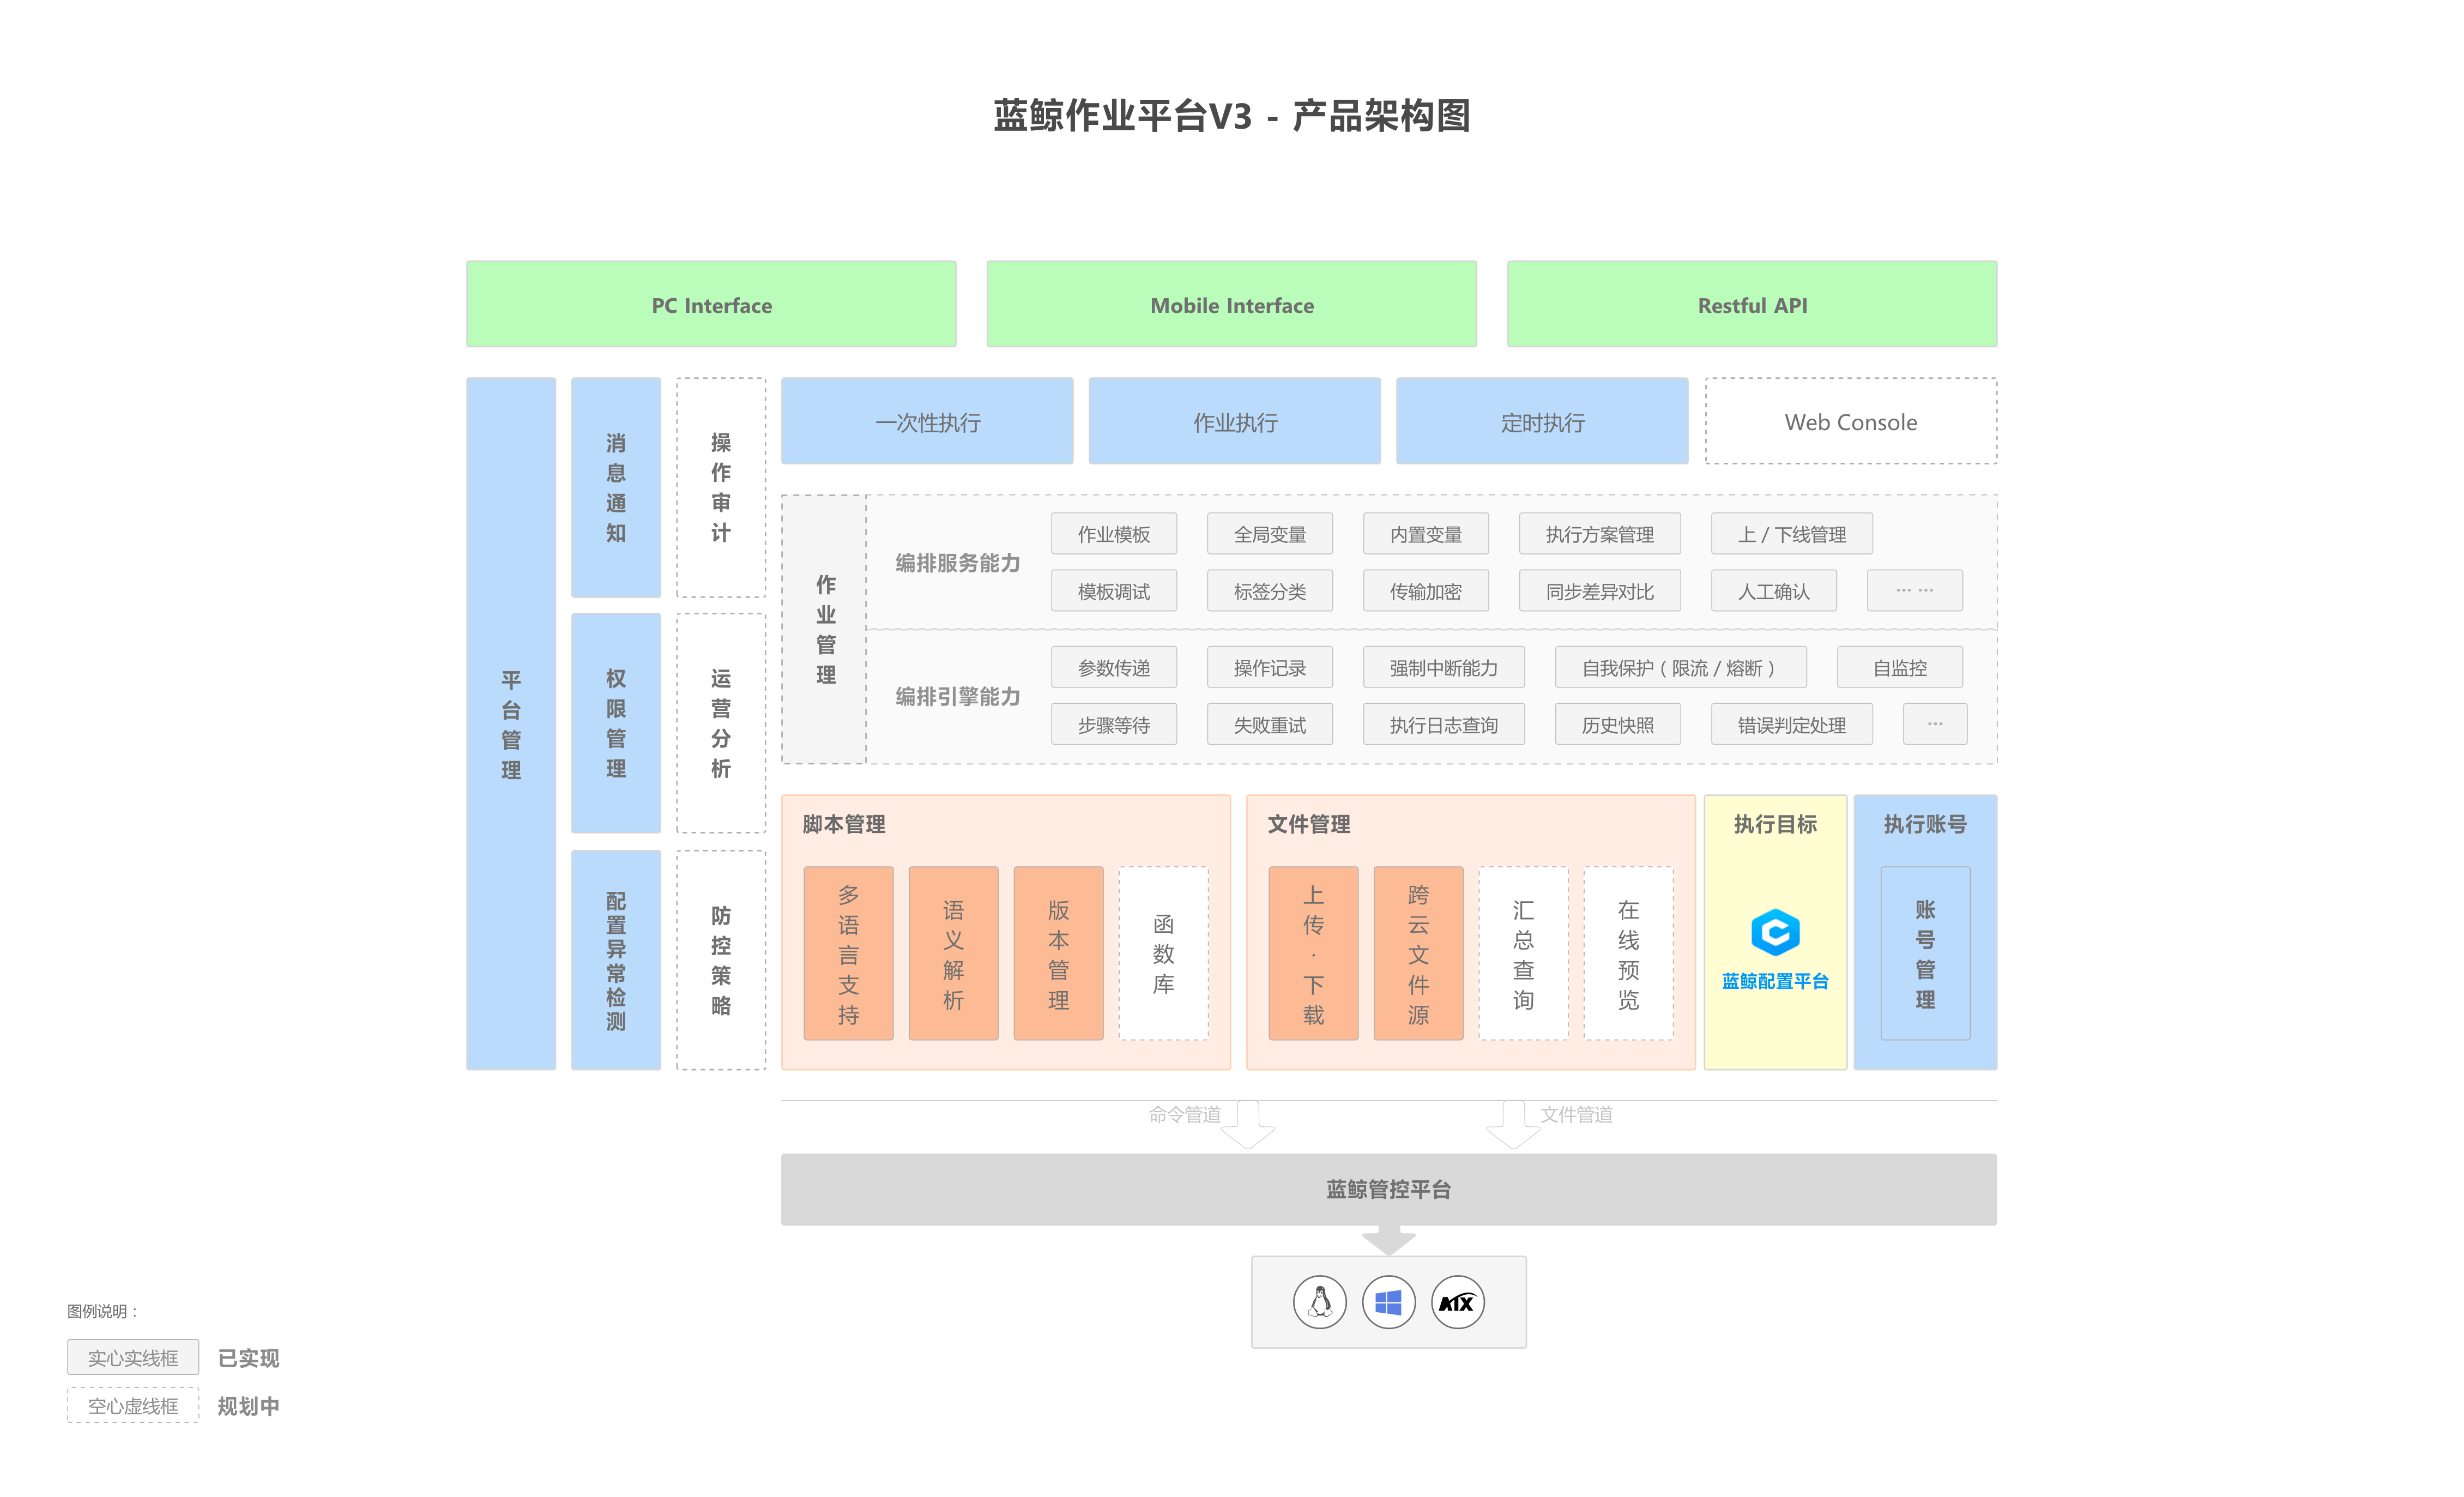 蓝鲸作业平台V3 - 产品架构图
PC Interface
Mobile Interface
Restful API
平台管理
消息通知
权限管理
配置异常检测
操作审计
运营分析
防控策略
一次性执行
作业执行
定时执行
Web Console
作业管理
编排服务能力
作业模板
全局变量
内置变量
执行方案管理
上 / 下线管理
模板调试
标签分类
传输加密
同步差异对比
人工确认
... ...
编排引擎能力
参数传递
操作记录
强制中断能力
自我保护（限流 / 熔断）
自监控
步骤等待
失败重试
执行日志查询
历史快照
错误判定处理
...
脚本管理
多语言支持
语义解析
版本管理
函数库
文件管理
上传·下载
跨云文件源
汇总查询
在线预览
执行目标
蓝鲸配置平台
执行账号
账号管理
命令管道
文件管道
蓝鲸管控平台
AIX
图例说明：
实心实线框
已实现
空心虚线框
规划中